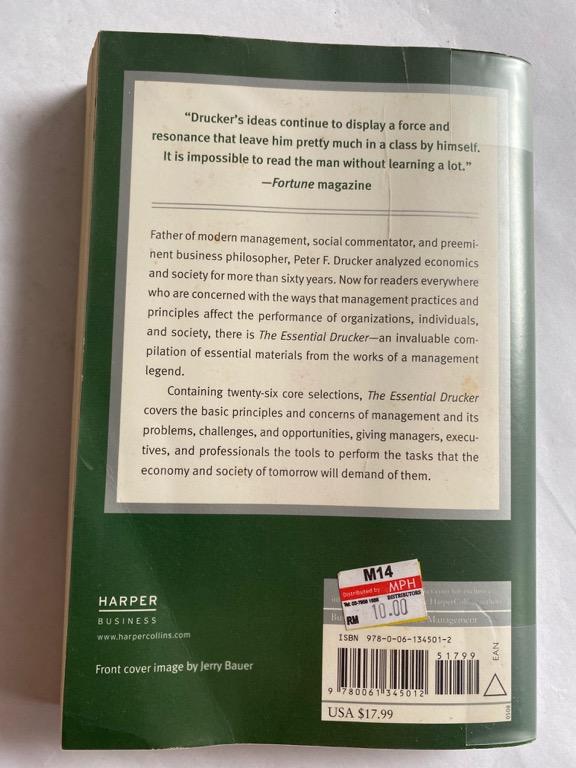 “Drucker’s ideas continue to display a force and
resonance that leave him pretty much in a class by himself.
It is impossible to read the man without learning a lot.”
—Fortune magazine
Father of modern management, social commentator, and preemi-
nent business philosopher, Peter F. Drucker analyzed economics
and society for more than sixty years. Now for readers everywhere
who are concerned with the ways that management practices and
principles affect the performance of organizations, individuals,
and society, there is The Essential Drucker—an invaluable com-
pilation of essential materials from the works of a management
legend.
Containing twenty-six core selections, The Essential Drucker
covers the basic principles and concerns of management and its
problems, challenges, and opportunities, giving managers, execu-
tives, and professionals the tools to perform the tasks that the
economy and society of tomorrow will demand of them.
HARPER
BUSINESS
www.harpercollins.com
Front cover image by Jerry Bauer
M14
Distributed by MPH
DISTRIBUTORS
RM 10.00
Management
ISBN 978-0-06-134501-2
51799
EAN
9 780061 345012
USA $17.99
0508